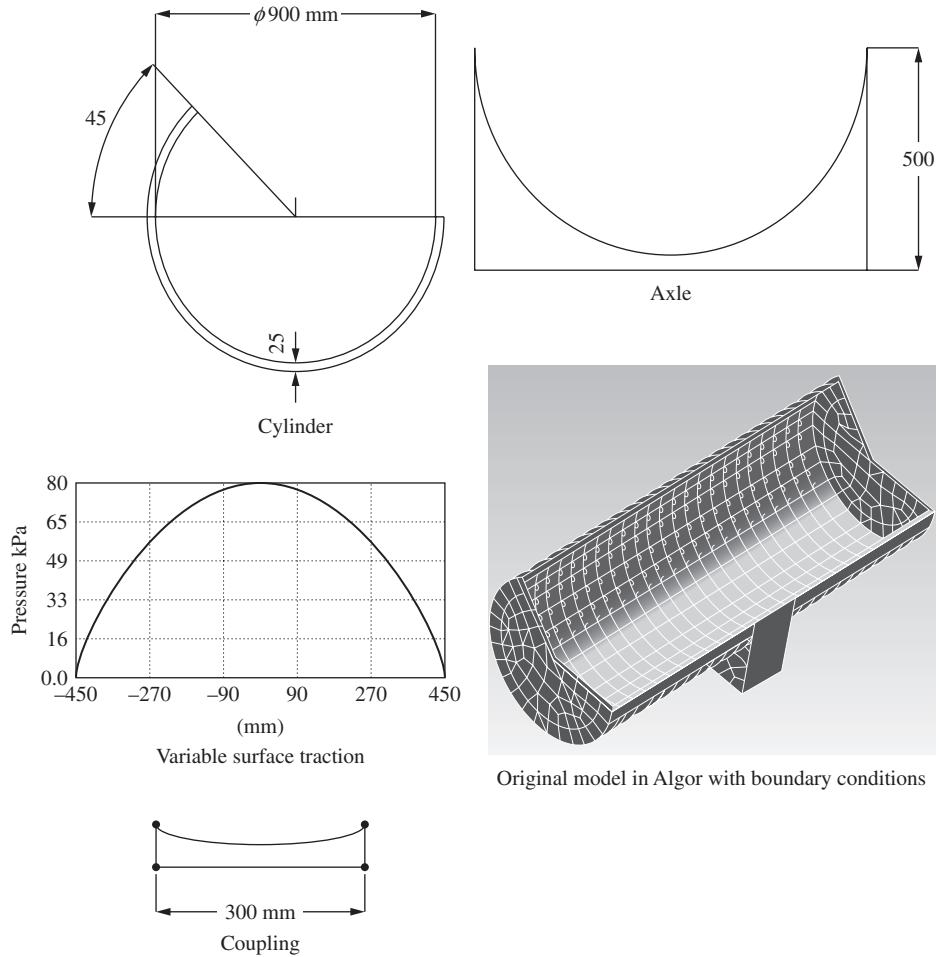 ϕ900 mm
45
25
Cylinder
500
Axle
Pressure kPa
80
65
49
33
16
0.0
−450 −270 −90 90 270 450
(mm)
Variable surface traction
Original model in Algor with boundary conditions
300 mm
Coupling